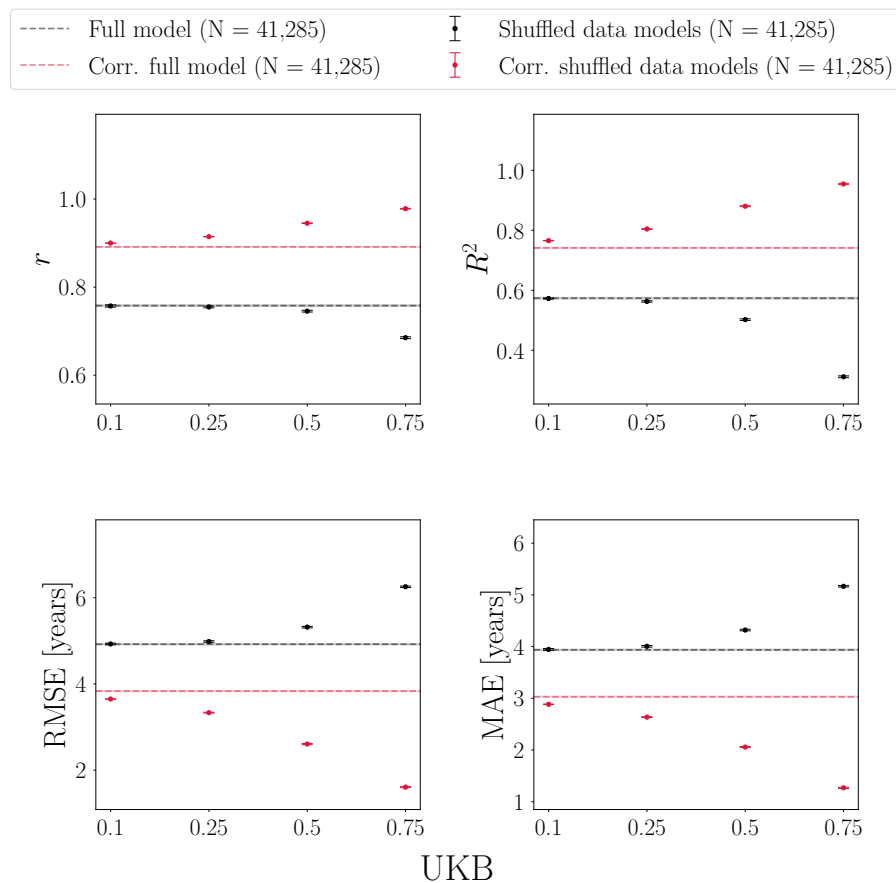 Full model (N = 41,285)
Shuffled data models (N = 41,285)
Corr. full model (N = 41,285)
Corr. shuffled data models (N = 41,285)
r
1.0
0.8
0.6
0.1 0.25 0.5 0.75
R²
1.0
0.8
0.6
0.4
0.1 0.25 0.5 0.75
RMSE [years]
6
4
2
0.1 0.25 0.5 0.75
MAE [years]
6
5
4
3
2
1
0.1 0.25 0.5 0.75
UKB